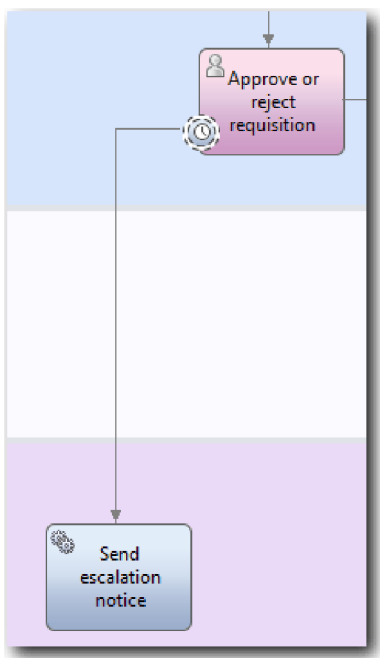 Approve or
reject
requisition
Send
escalation
notice